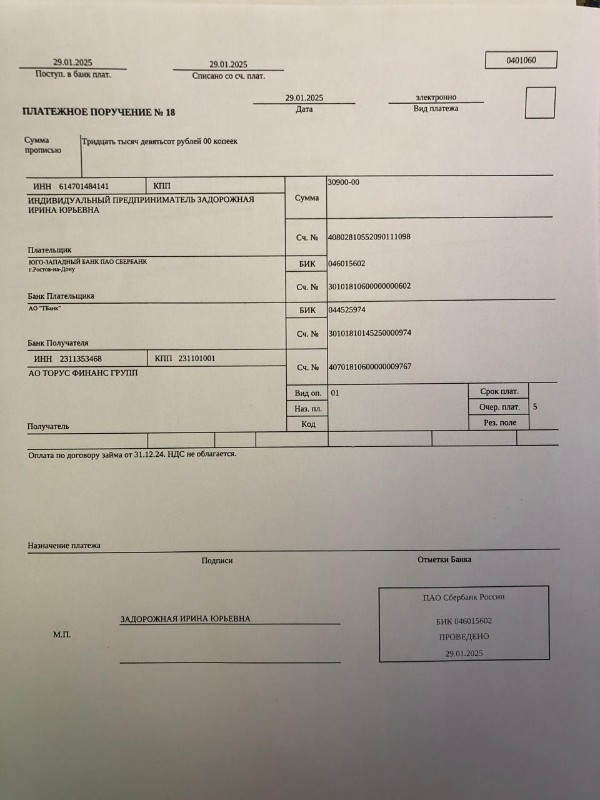 29.01.2025
Поступ. в банк плат.
29.01.2025
Списано со сч. плат.
0401060
ПЛАТЕЖНОЕ ПОРУЧЕНИЕ № 18
29.01.2025
Дата
электронно
Вид платежа
Сумма
прописью
Тридцать тысяч девятьсот рублей 00 копеек
ИНН 614701484141
КПП
Сумма
30900-00
ИНДИВИДУАЛЬНЫЙ ПРЕДПРИНИМАТЕЛЬ ЗАДОРОЖНАЯ
ИРИНА ЮРЬЕВНА
Плательщик
Сч. №
40802810552090111098
ЮГО-ЗАПАДНЫЙ БАНК ПАО СБЕРБАНК
г.Ростов-на-Дону
БИК
046015602
Банк Плательщика
Сч. №
30101810600000000602
АО "ТБанк"
БИК
044525974
Банк Получателя
Сч. №
30101810145250000974
ИНН 2311353468
КПП 231101001
Сч. №
40701810600000009767
АО ТОРУС ФИНАНС ГРУПП
Получатель
Вид оп.
01
Срок плат.
Наз. пл.
Очер. плат.
5
Код
Рез. поле
Оплата по договору займа от 31.12.24. НДС не облагается.
Назначение платежа
Подписи
Отметки Банка
М.П.
ЗАДОРОЖНАЯ ИРИНА ЮРЬЕВНА
ПАО Сбербанк России
БИК 046015602
ПРОВЕДЕНО
29.01.2025